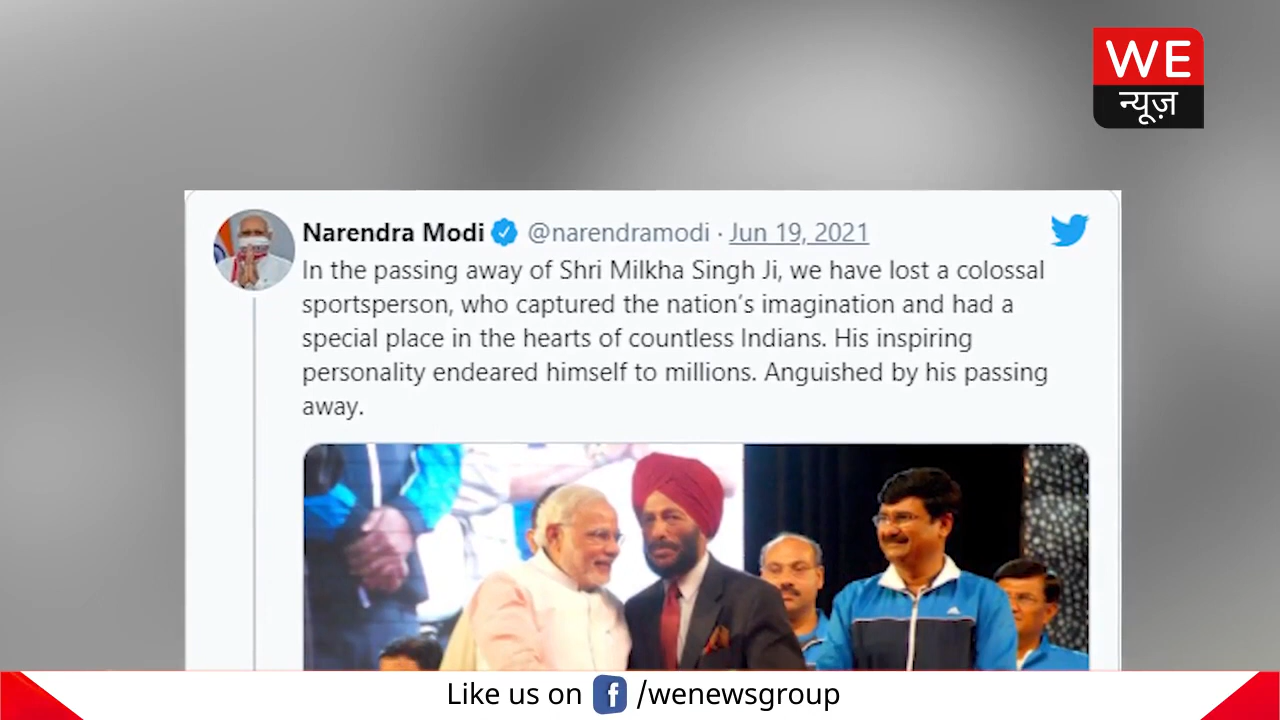 WE
न्यूज़
Narendra Modi @narendramodi · Jun 19, 2021
In the passing away of Shri Milkha Singh Ji, we have lost a colossal
sportsperson, who captured the nation’s imagination and had a
special place in the hearts of countless Indians. His inspiring
personality endeared himself to millions. Anguished by his passing
away.
Like us on f /wenewsgroup